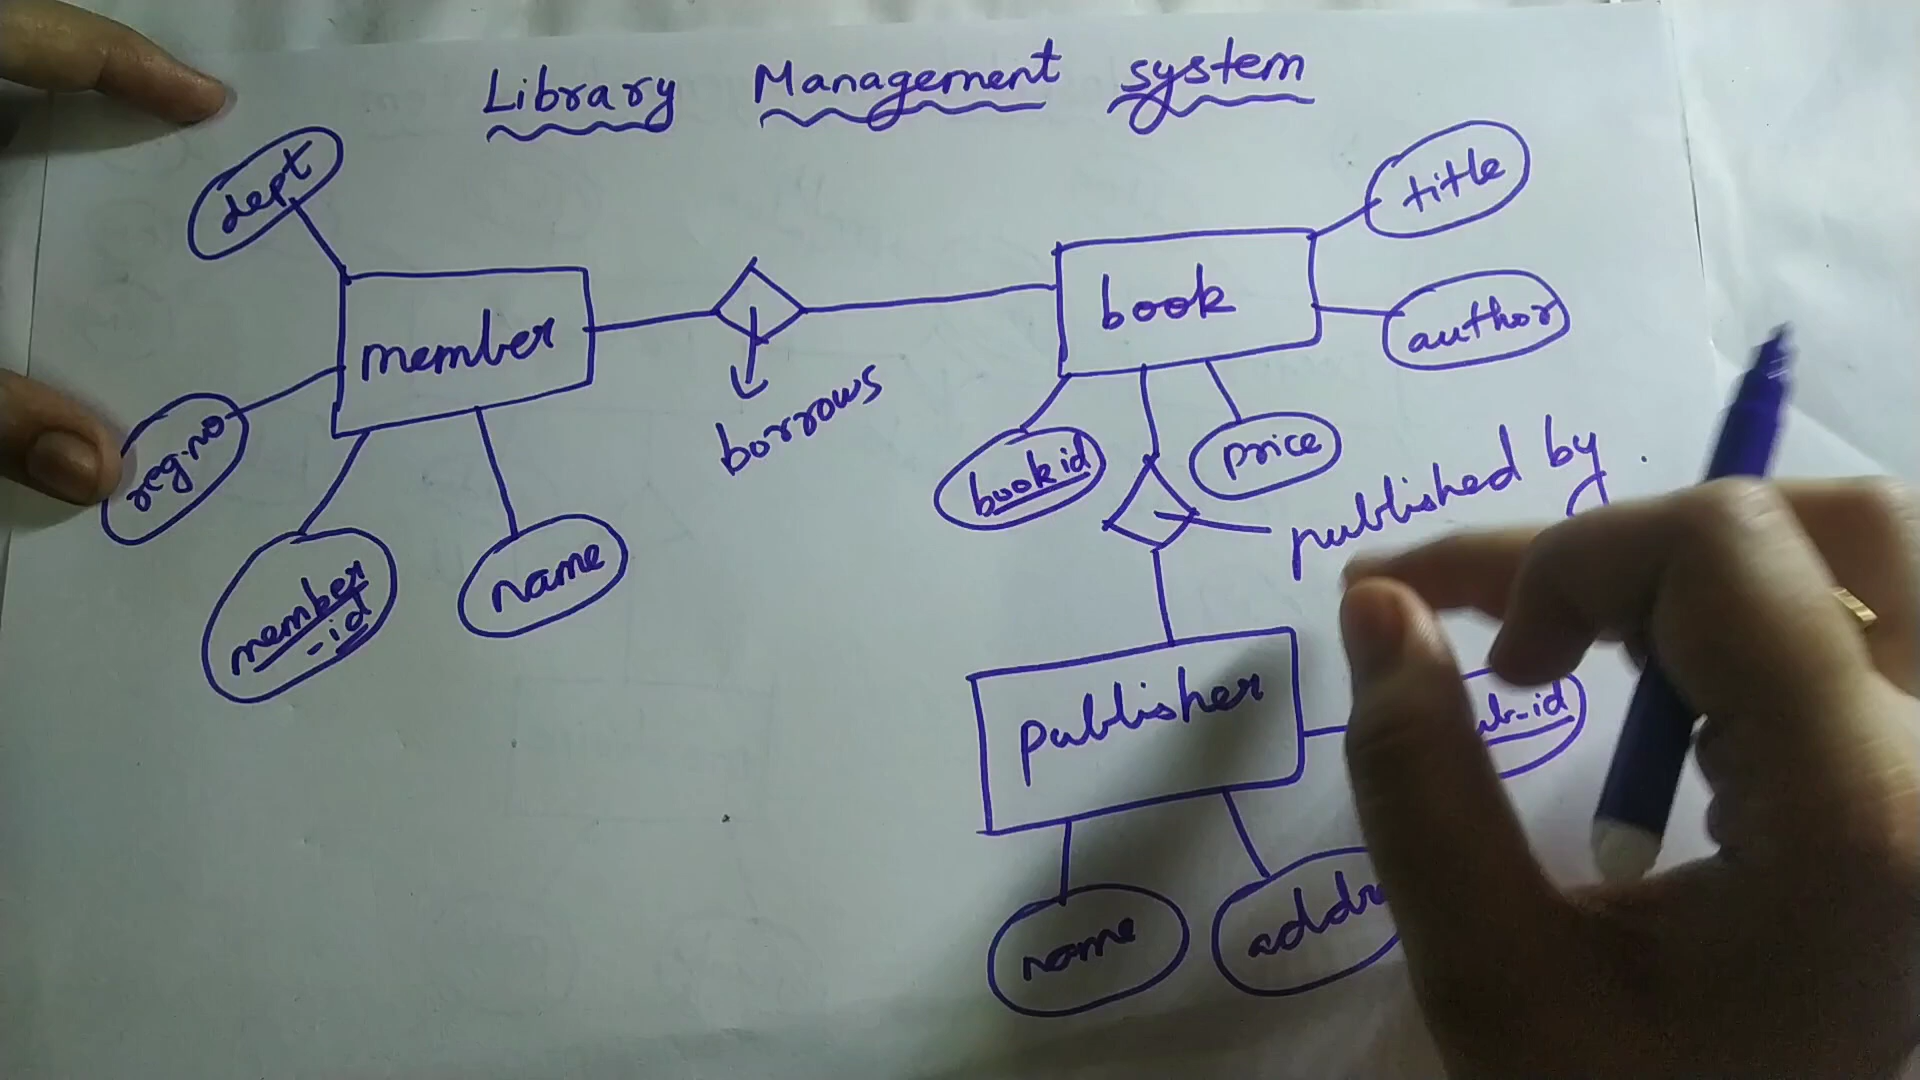 Library Management system
dept
title
member
book
author
borrows
reg.no
book id
price
published by
member
-id
name
publisher
name